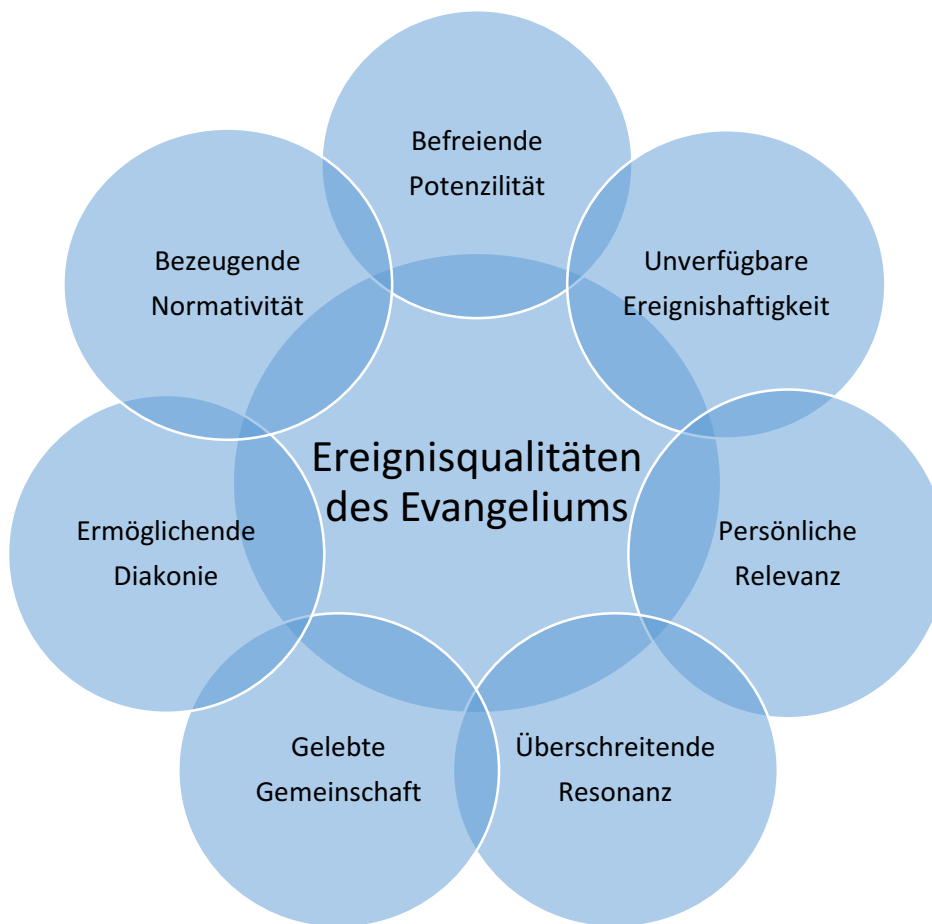 Befreiende
Potenzilität
Unverfügbare
Ereignishaftigkeit
Persönliche
Relevanz
Überschreitende
Resonanz
Gelebte
Gemeinschaft
Ermöglichende
Diakonie
Bezeugende
Normativität
Ereignisqualitäten
des Evangeliums